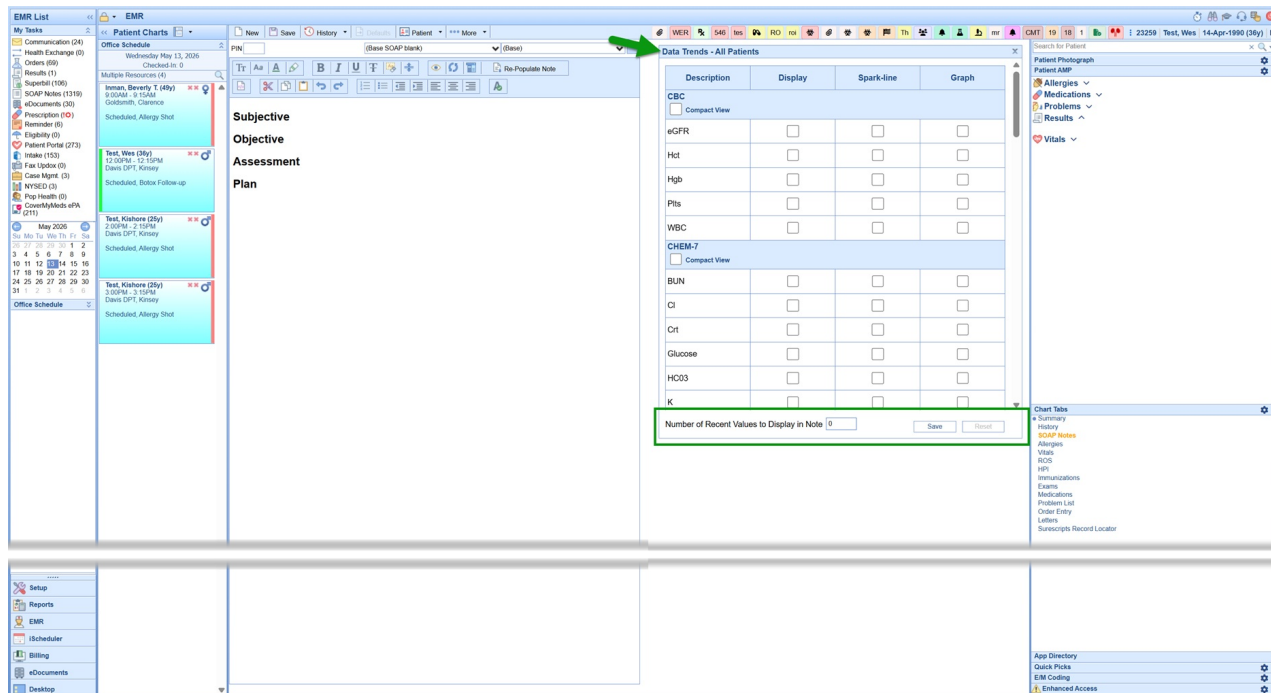 EMR List
EMR
My Tasks
Communication (24)
Health Exchange (0)
Orders (69)
Results (1)
Superbill (106)
SOAP Notes (1319)
eDocuments (30)
Prescription (10)
Reminder (6)
Eligibility (0)
Patient Portal (273)
Intake (153)
Fax Updox (0)
Case Mgmt. (3)
NYSED (3)
Pop Health (0)
CoverMyMeds ePA
(211)
May 2026
Su Mo Tu We Th Fr Sa
26 27 28 29 30 1 2
3 4 5 6 7 8 9
10 11 12 13 14 15 16
17 18 19 20 21 22 23
24 25 26 27 28 29 30
31 1 2 3 4 5 6
Office Schedule
Setup
Reports
EMR
iScheduler
Billing
eDocuments
Desktop
Patient Charts
Office Schedule
Wednesday May 13, 2026
Checked-In: 0
Multiple Resources (4)
Inman, Beverly T. (49y)
9:00AM - 9:15AM
Goldsmith, Clarence
Scheduled, Allergy Shot
Test, Wes (36y)
12:00PM - 12:15PM
Davis DPT, Kinsey
Scheduled, Botox Follow-up
Test, Kishore (25y)
2:00PM - 2:15PM
Davis DPT, Kinsey
Scheduled, Allergy Shot
Test, Kishore (25y)
3:00PM - 3:15PM
Davis DPT, Kinsey
Scheduled, Allergy Shot
New Save History Defaults Patient More
PIN (Base SOAP blank) (Base)
Re-Populate Note
Subjective
Objective
Assessment
Plan
WER 546 tes RO roi Th mr CMT 19 18 1 23259 Test, Wes 14-Apr-1990 (36y)
Data Trends - All Patients
Description Display Spark-line Graph
CBC
Compact View
eGFR
Hct
Hgb
Plts
WBC
CHEM-7
Compact View
BUN
Cl
Crt
Glucose
HC03
K
Number of Recent Values to Display in Note 0 Save Reset
Search for Patient
Patient Photograph
Patient AMP
Allergies
Medications
Problems
Results
Vitals
Chart Tabs
Summary
History
SOAP Notes
Allergies
Vitals
ROS
HPI
Immunizations
Exams
Medications
Problem List
Order Entry
Letters
Surescripts Record Locator
App Directory
Quick Picks
E/M Coding
Enhanced Access